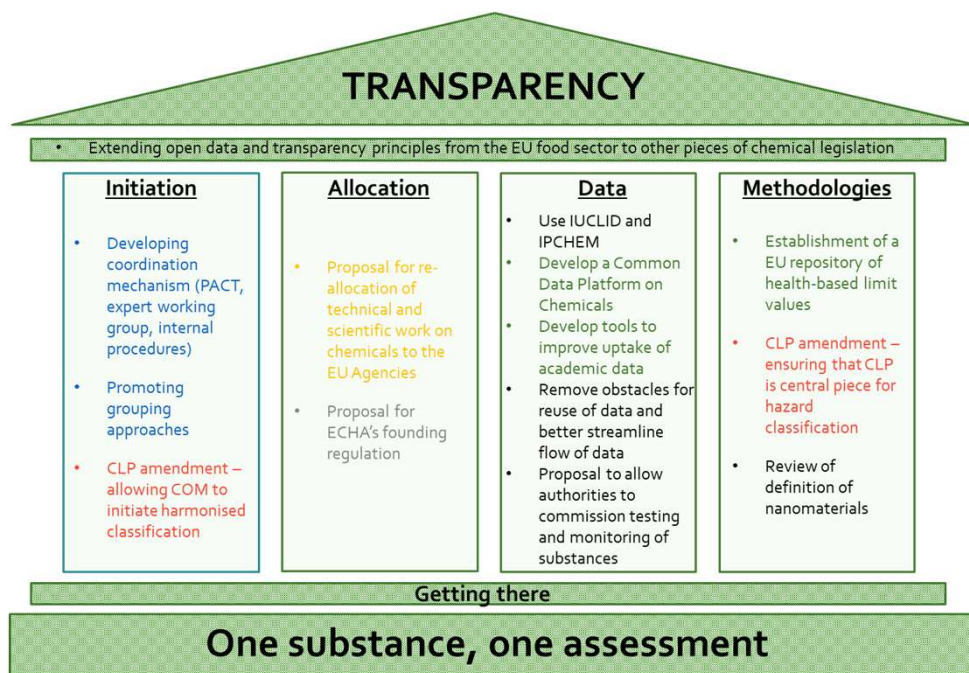 TRANSPARENCY
• Extending open data and transparency principles from the EU food sector to other pieces of chemical legislation
Initiation
• Developing
coordination
mechanism (PACT,
expert working
group, internal
procedures)
• Promoting
grouping
approaches
• CLP amendment –
allowing COM to
initiate harmonised
classification
Allocation
• Proposal for re-
allocation of
technical and
scientific work on
chemicals to the
EU Agencies
• Proposal for
ECHA's founding
regulation
Data
• Use IUCLID and
IPCHEM
• Develop a Common
Data Platform on
Chemicals
• Develop tools to
improve uptake of
academic data
• Remove obstacles for
reuse of data and
better streamline
flow of data
• Proposal to allow
authorities to
commission testing
and monitoring of
substances
Methodologies
• Establishment of a
EU repository of
health-based limit
values
• CLP amendment –
ensuring that CLP
is central piece for
hazard
classification
• Review of
definition of
nanomaterials
Getting there
One substance, one assessment